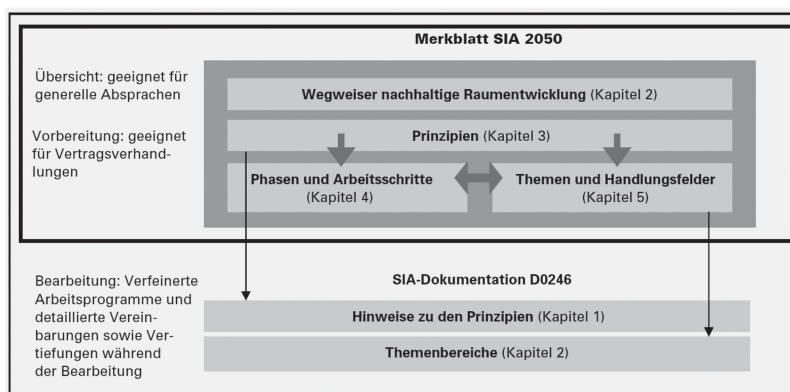 Merkblatt SIA 2050
Übersicht: geeignet für
generelle Absprachen
Wegweiser nachhaltige Raumentwicklung (Kapitel 2)
Vorbereitung: geeignet
für Vertragsverhand-
lungen
Prinzipien (Kapitel 3)
Phasen und Arbeitsschritte
(Kapitel 4)
Themen und Handlungsfelder
(Kapitel 5)
Bearbeitung: Verfeinerte
Arbeitsprogramme und
detaillierte Verein-
barungen sowie Ver-
tiefungen während
der Bearbeitung
SIA-Dokumentation D0246
Hinweise zu den Prinzipien (Kapitel 1)
Themenbereiche (Kapitel 2)